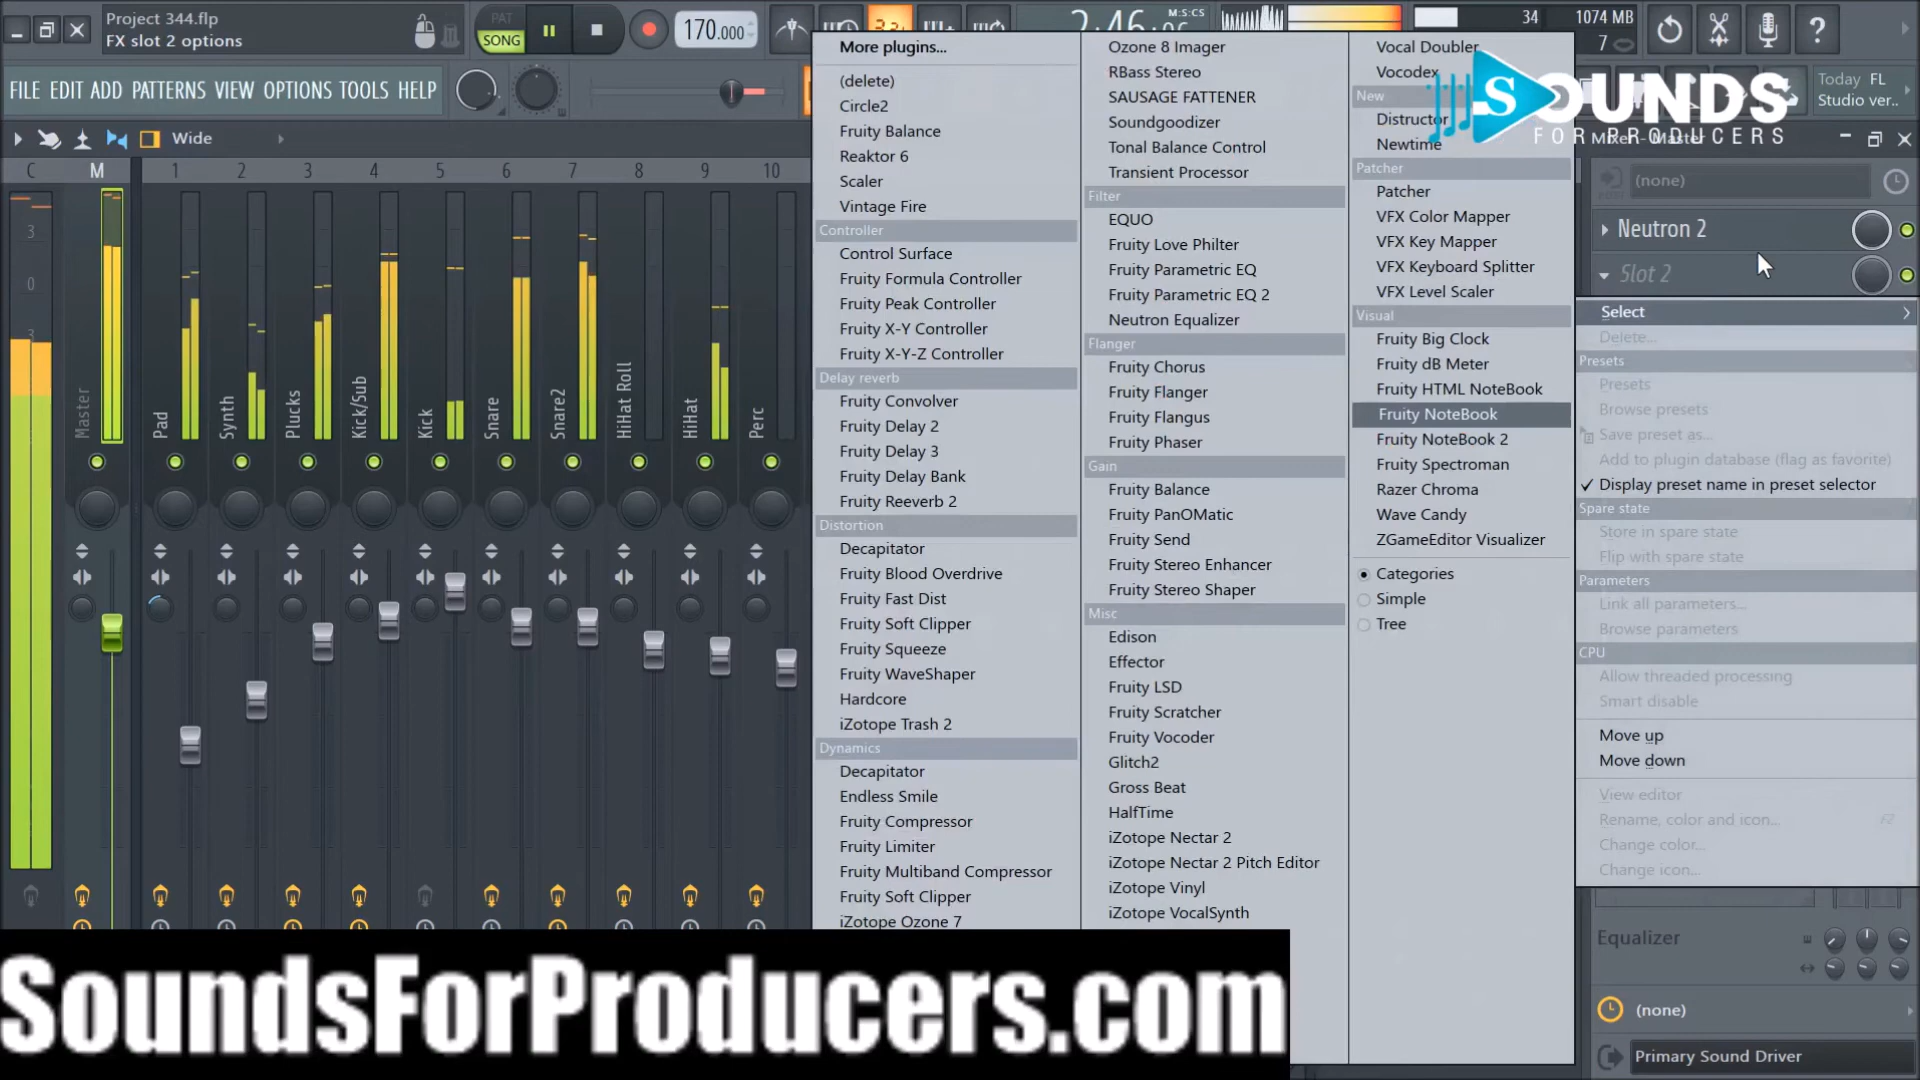 Project 344.flp
FX slot 2 options
PAT
SONG
170.000
M:S:CS
34
1074 MB
7
FILE EDIT ADD PATTERNS VIEW OPTIONS TOOLS HELP
Today FL
Studio ver..
Wide
C M 1 2 3 4 5 6 7 8 9 10
3
0
3
Master
Pad
Synth
Plucks
Kick/Sub
Kick
Snare
Snare2
HiHat Roll
HiHat
Perc
More plugins...
(delete)
Circle2
Fruity Balance
Reaktor 6
Scaler
Vintage Fire
Controller
Control Surface
Fruity Formula Controller
Fruity Peak Controller
Fruity X-Y Controller
Fruity X-Y-Z Controller
Delay reverb
Fruity Convolver
Fruity Delay 2
Fruity Delay 3
Fruity Delay Bank
Fruity Reeverb 2
Distortion
Decapitator
Fruity Blood Overdrive
Fruity Fast Dist
Fruity Soft Clipper
Fruity Squeeze
Fruity WaveShaper
Hardcore
iZotope Trash 2
Dynamics
Decapitator
Endless Smile
Fruity Compressor
Fruity Limiter
Fruity Multiband Compressor
Fruity Soft Clipper
iZotope Ozone 7
Ozone 8 Imager
RBass Stereo
SAUSAGE FATTENER
Soundgoodizer
Tonal Balance Control
Transient Processor
Filter
EQUO
Fruity Love Philter
Fruity Parametric EQ
Fruity Parametric EQ 2
Neutron Equalizer
Flanger
Fruity Chorus
Fruity Flanger
Fruity Flangus
Fruity Phaser
Gain
Fruity Balance
Fruity PanOMatic
Fruity Send
Fruity Stereo Enhancer
Fruity Stereo Shaper
Misc
Edison
Effector
Fruity LSD
Fruity Scratcher
Fruity Vocoder
Glitch2
Gross Beat
HalfTime
iZotope Nectar 2
iZotope Nectar 2 Pitch Editor
iZotope Vinyl
iZotope VocalSynth
Vocal Doubler
Vocodex
New
Distructor
Newtime
Patcher
Patcher
VFX Color Mapper
VFX Key Mapper
VFX Keyboard Splitter
VFX Level Scaler
Visual
Fruity Big Clock
Fruity dB Meter
Fruity HTML NoteBook
Fruity NoteBook
Fruity NoteBook 2
Fruity Spectroman
Razer Chroma
Wave Candy
ZGameEditor Visualizer
Categories
Simple
Tree
SOUNDS
FOR PRODUCERS
Mixer - Master
(none)
Neutron 2
Slot 2
Select
Delete...
Presets
Presets
Browse presets
Save preset as...
Add to plugin database (flag as favorite)
Display preset name in preset selector
Spare state
Store in spare state
Flip with spare state
Parameters
Link all parameters...
Browse parameters
CPU
Allow threaded processing
Smart disable
Move up
Move down
View editor
Rename, color and icon... F2
Change color...
Change icon...
Equalizer
(none)
Primary Sound Driver
SoundsForProducers.com